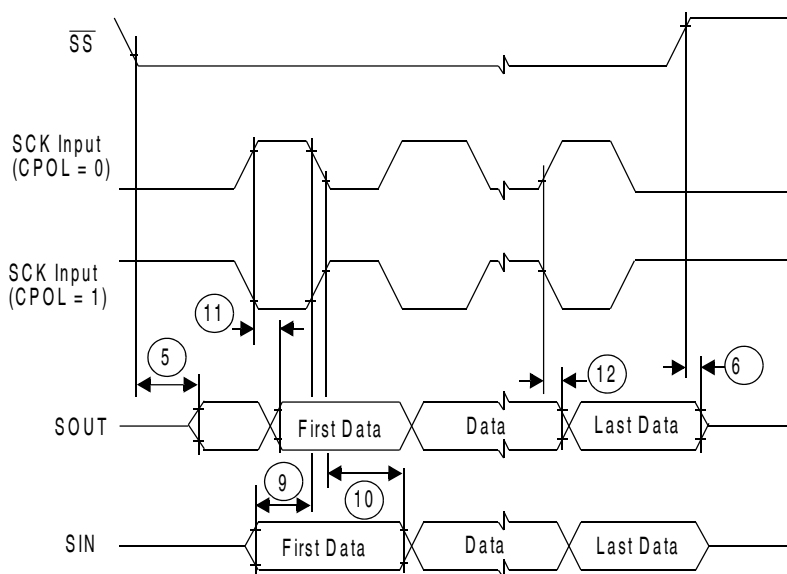 SS
SCK Input
(CPOL = 0)
SCK Input
(CPOL = 1)
11
5
12
6
SOUT
First Data
Data
Last Data
9
10
SIN
First Data
Data
Last Data